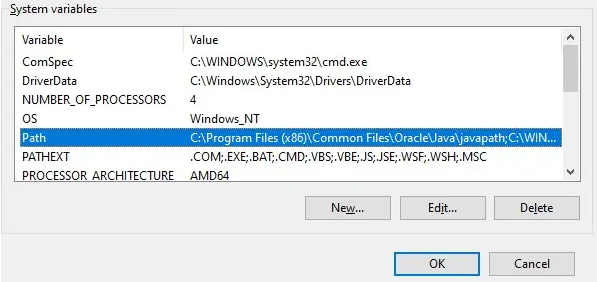 System variables
Variable Value
ComSpec C:\WINDOWS\system32\cmd.exe
DriverData C:\Windows\System32\Drivers\DriverData
NUMBER_OF_PROCESSORS 4
OS Windows_NT
Path C:\Program Files (x86)\Common Files\Oracle\Java\javapath;C:\WIN...
PATHEXT .COM;.EXE;.BAT;.CMD;.VBS;.VBE;.JS;.JSE;.WSF;.WSH;.MSC
PROCESSOR_ARCHITECTURE AMD64
New... Edit... Delete
OK Cancel